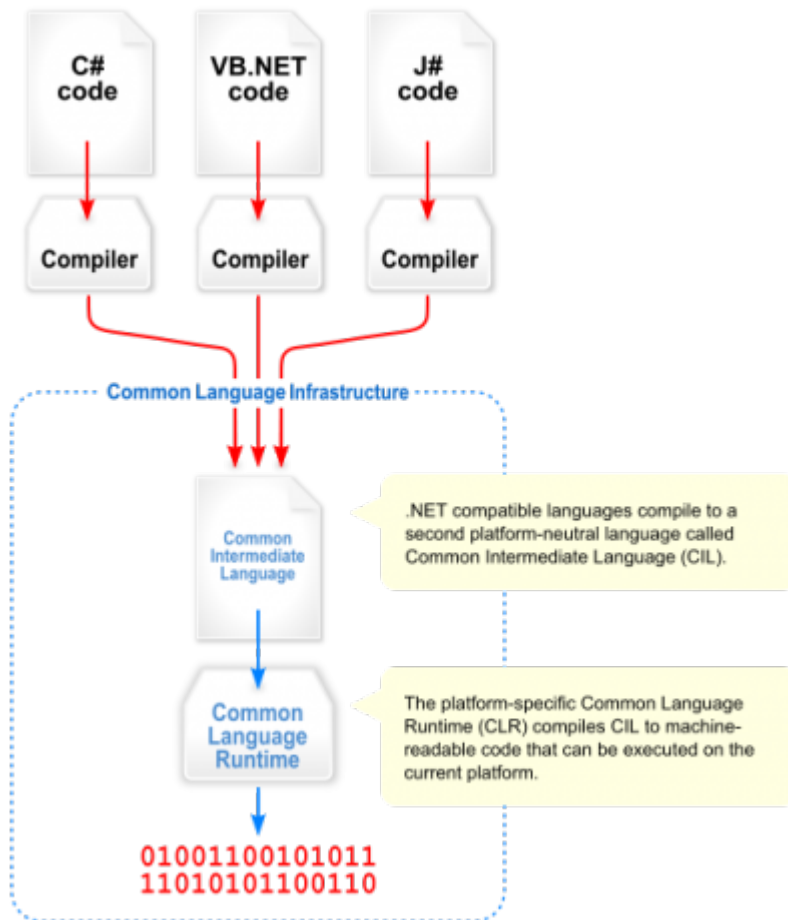 C#
code
VB.NET
code
J#
code
Compiler
Compiler
Compiler
Common Language Infrastructure
Common
Intermediate
Language
.NET compatible languages compile to a
second platform-neutral language called
Common Intermediate Language (CIL).
Common
Language
Runtime
The platform-specific Common Language
Runtime (CLR) compiles CIL to machine-
readable code that can be executed on the
current platform.
01001100101011
11010101100110